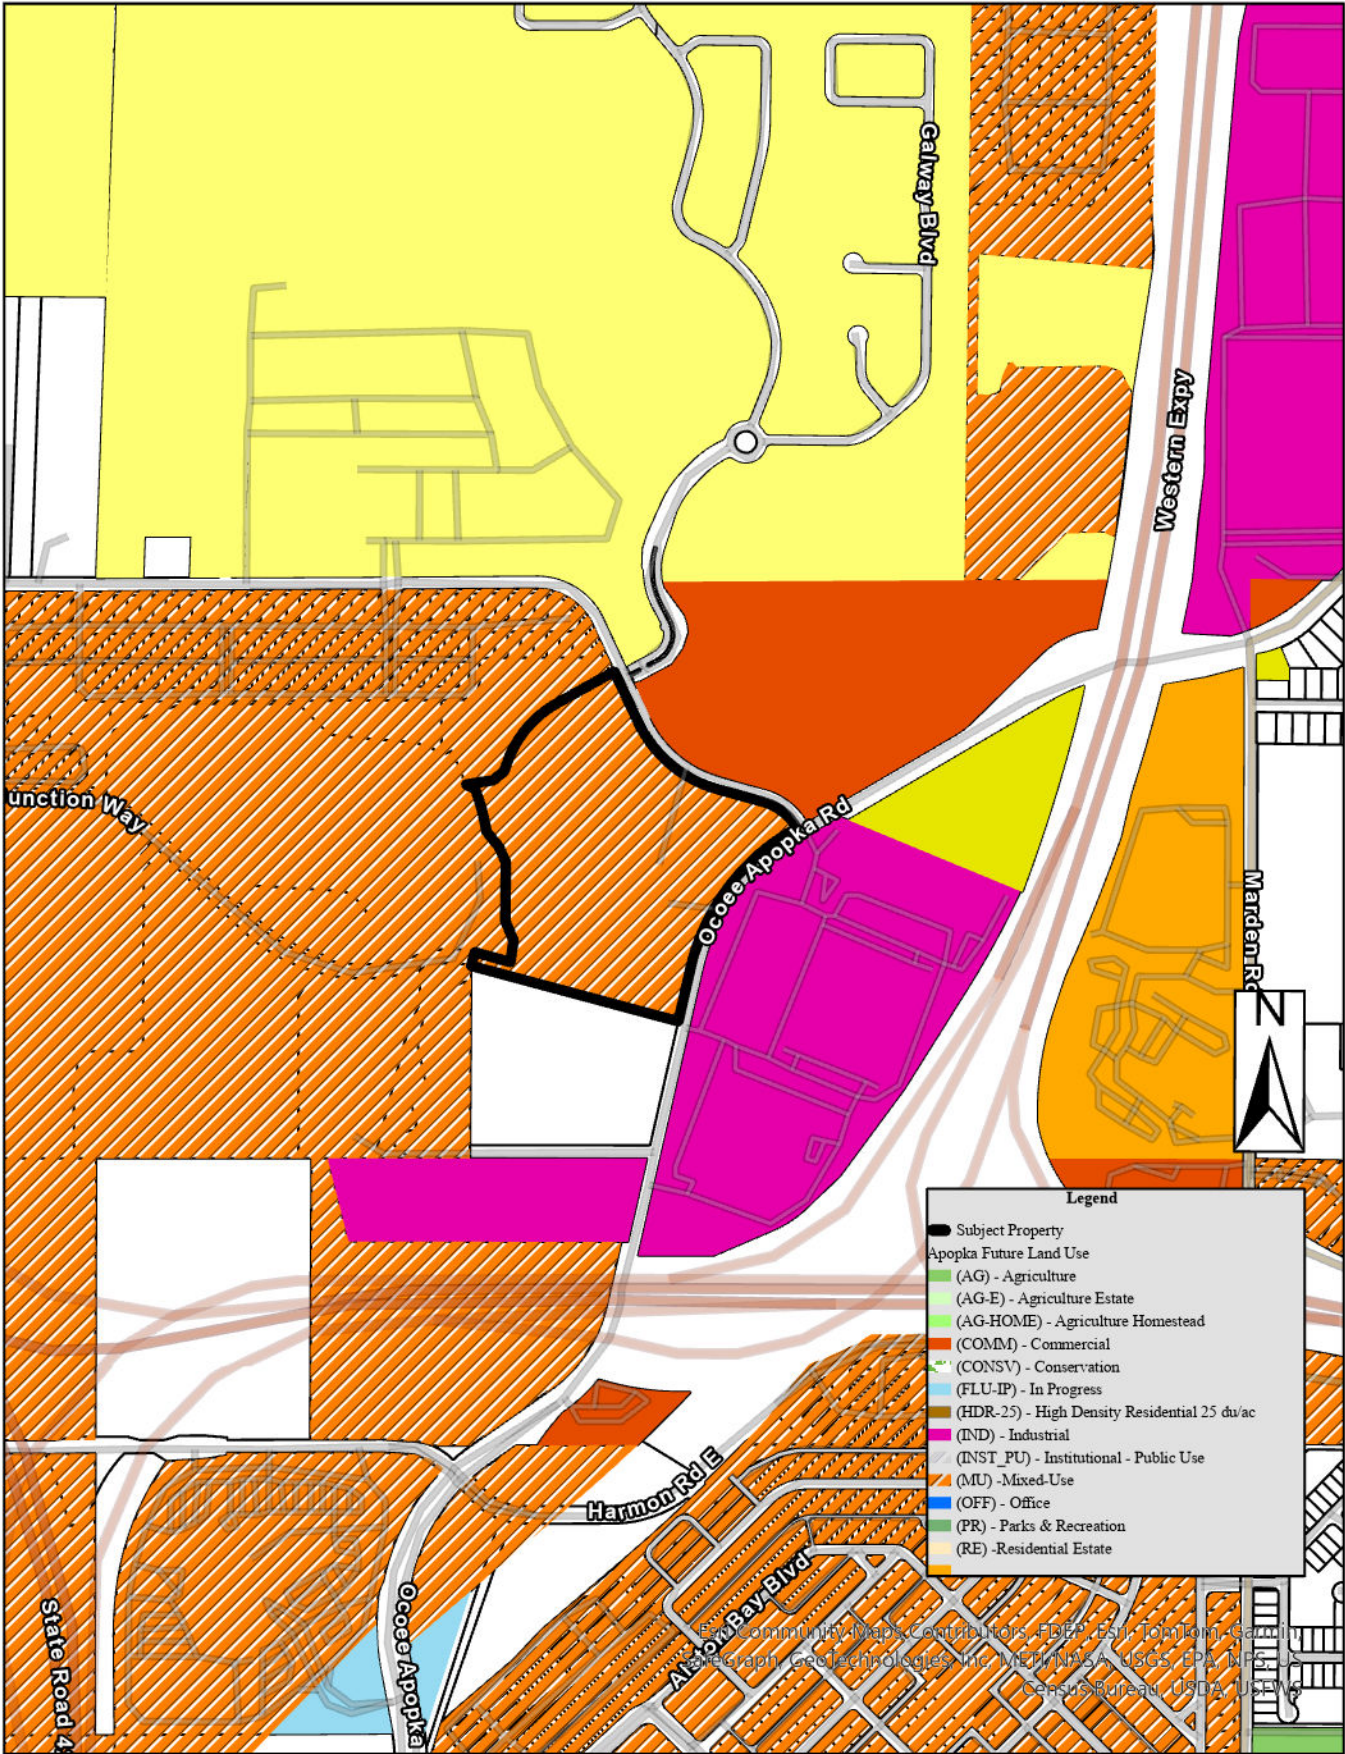 Galway Blvd
Western Expy
unction Way
Ocoee Apopka Rd
Marden Rd
N
Legend
Subject Property
Apopka Future Land Use
(AG) - Agriculture
(AG-E) - Agriculture Estate
(AG-HOME) - Agriculture Homestead
(COMM) - Commercial
(CONSV) - Conservation
(FLU-IP) - In Progress
(HDR-25) - High Density Residential 25 du/ac
(IND) - Industrial
(INST_PU) - Institutional - Public Use
(MU) -Mixed-Use
(OFF) - Office
(PR) - Parks & Recreation
(RE) -Residential Estate
Harmon Rd E
Alston Bay Blvd
Ocoee Apopka
State Road 4
Esri Community Maps Contributors, FDEP, Esri, TomTom, Garmin,
SafeGraph, GeoTechnologies, Inc, METI/NASA, USGS, EPA, NPS, US
Census Bureau, USDA, USFWS